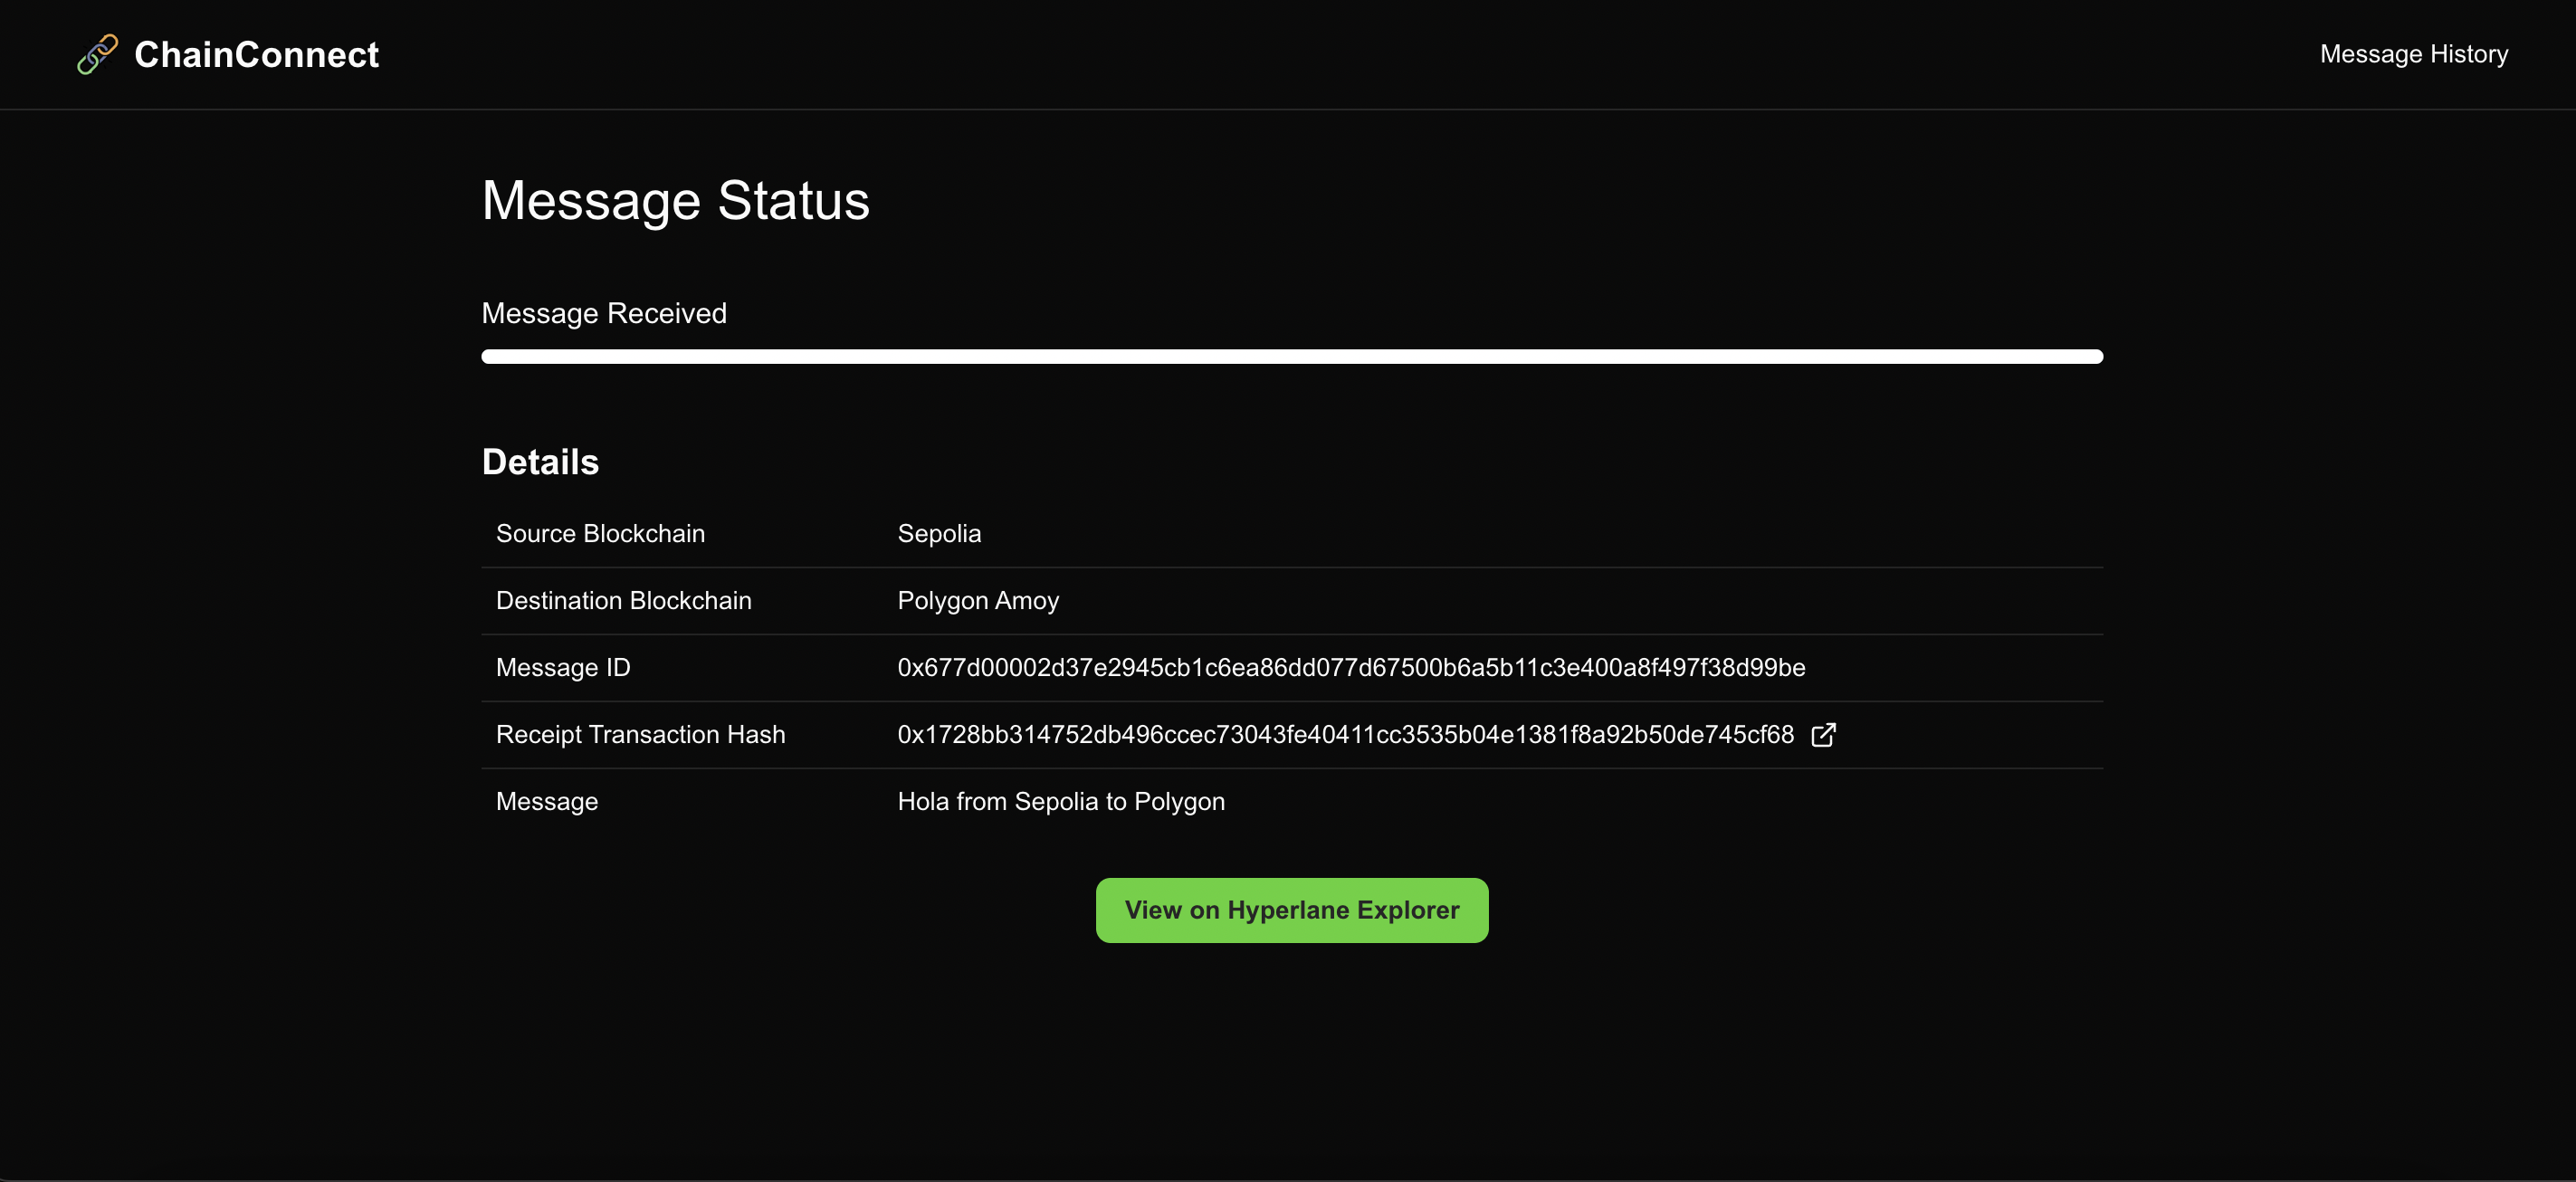 ChainConnect
Message History
Message Status
Message Received
Details
Source Blockchain Sepolia
Destination Blockchain Polygon Amoy
Message ID 0x677d00002d37e2945cb1c6ea86dd077d67500b6a5b11c3e400a8f497f38d99be
Receipt Transaction Hash 0x1728bb314752db496ccec73043fe40411cc3535b04e1381f8a92b50de745cf68
Message Hola from Sepolia to Polygon
View on Hyperlane Explorer